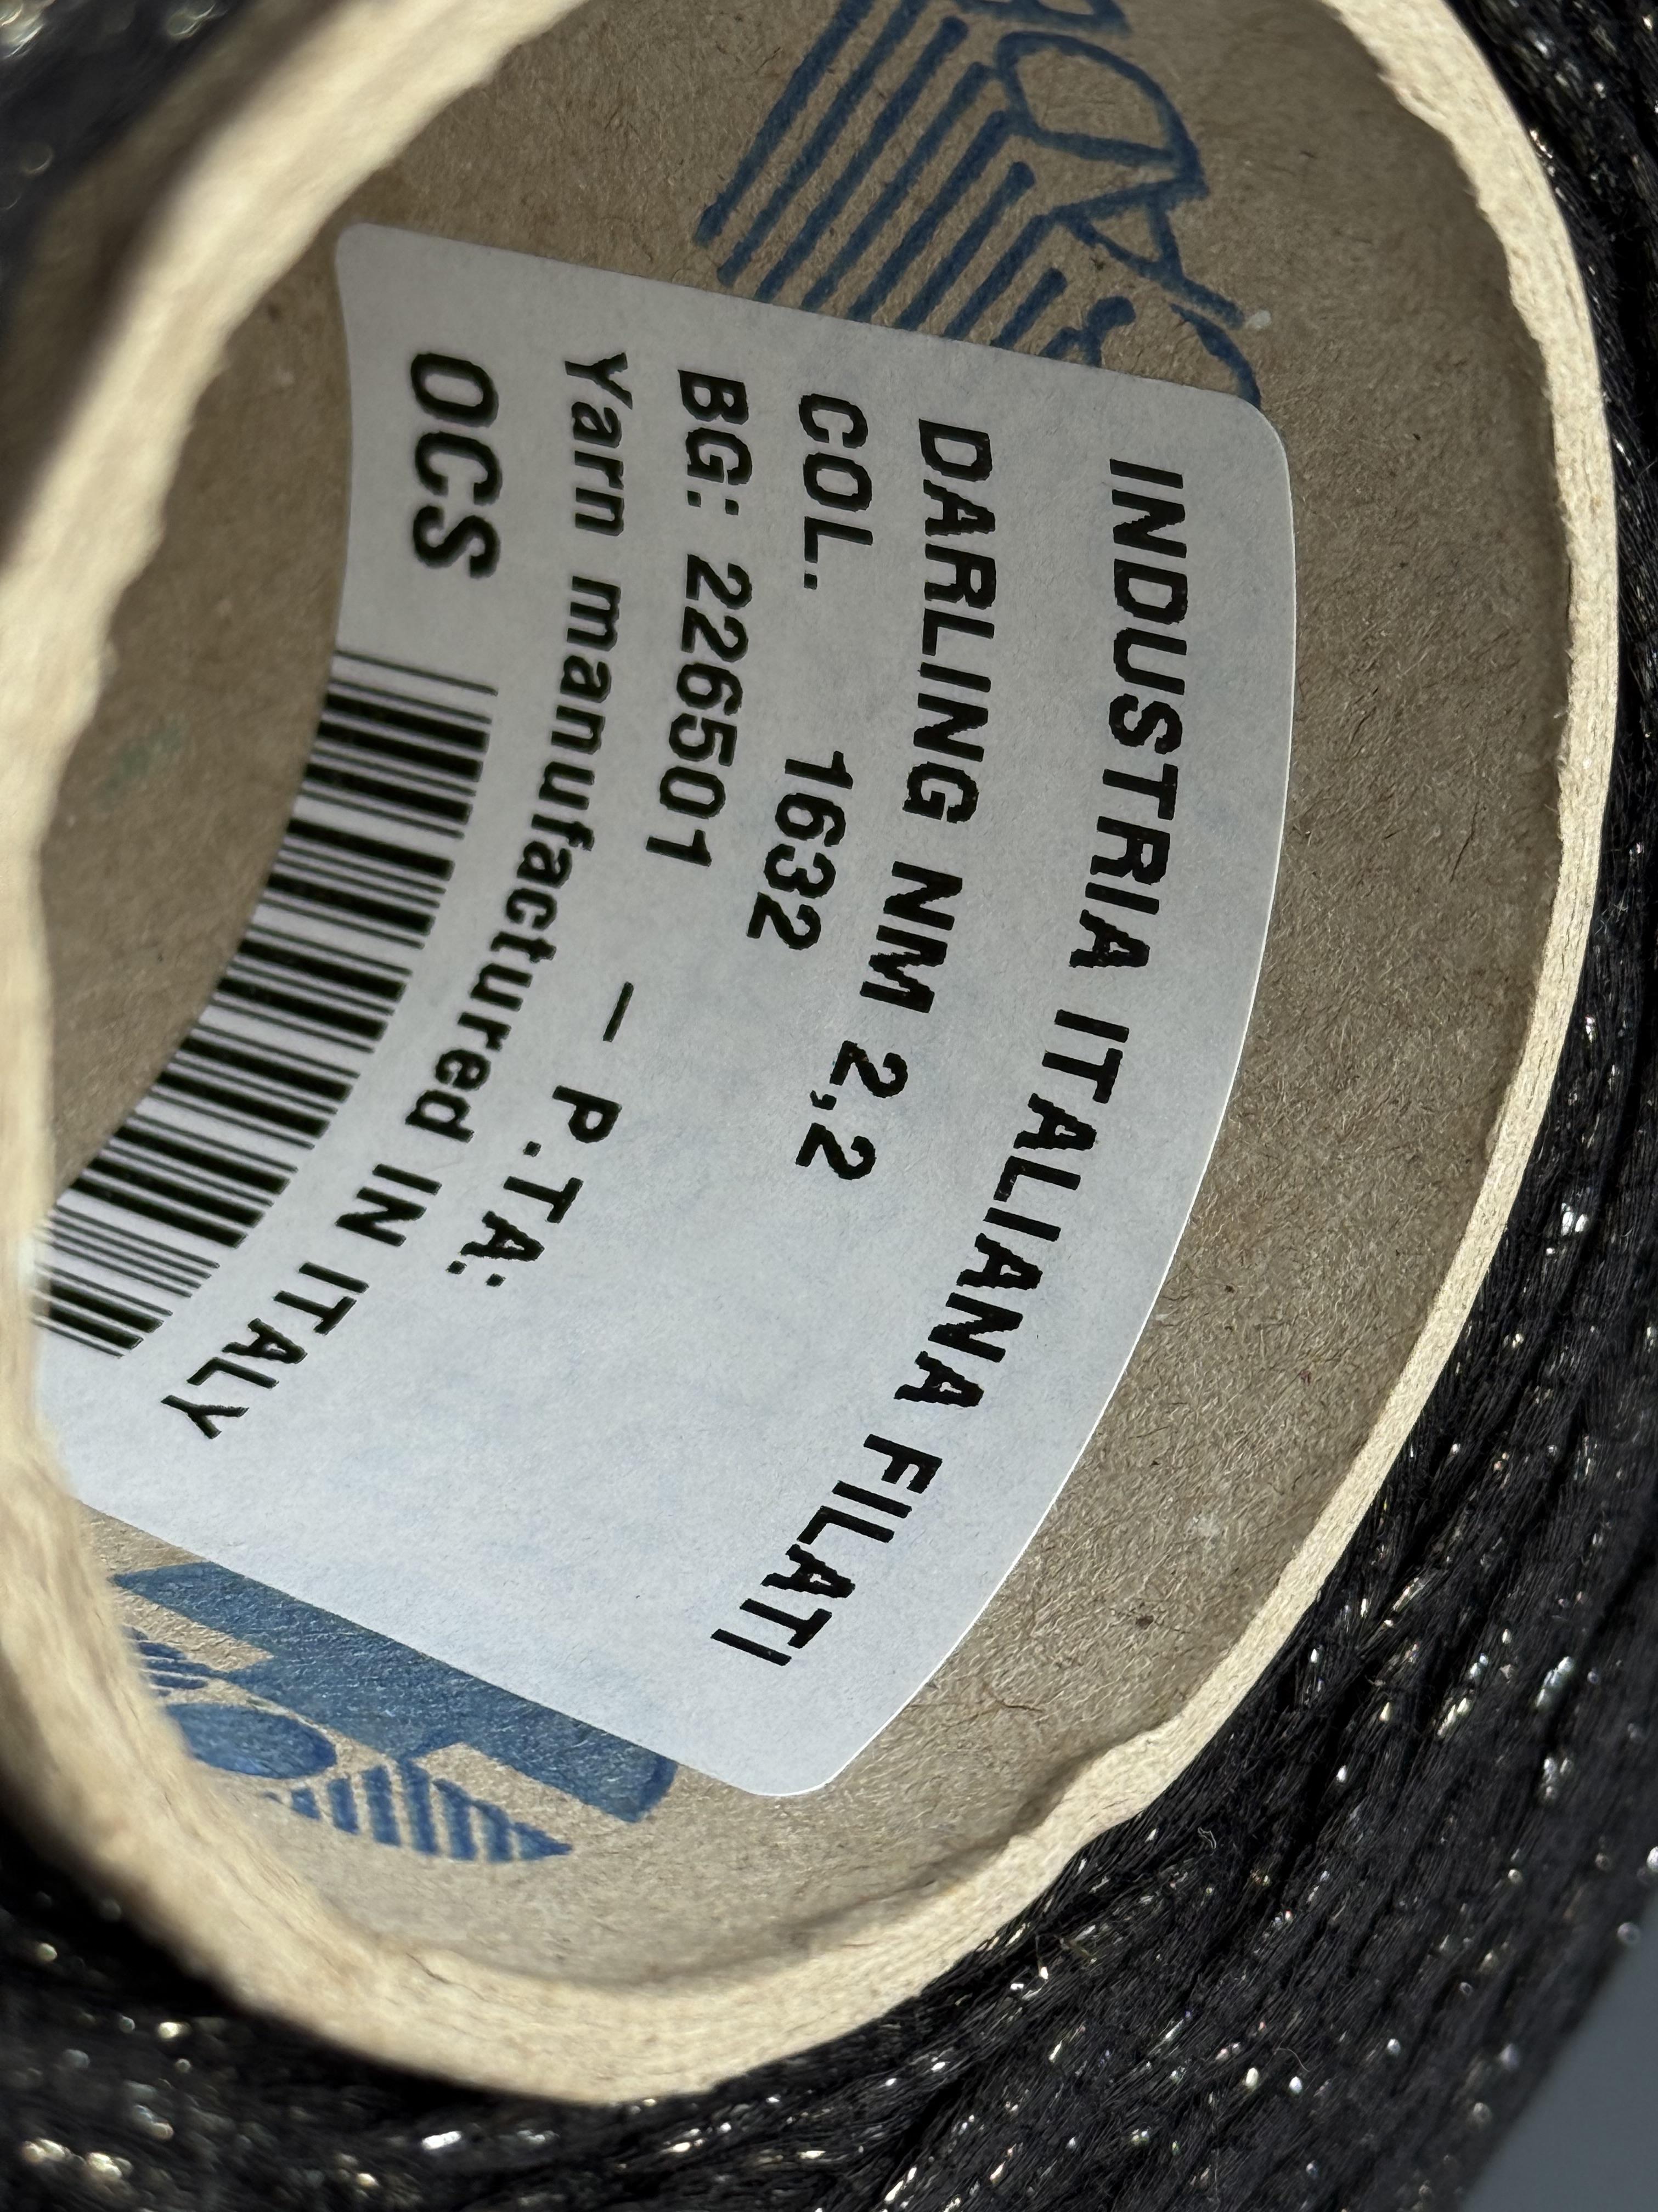 INDUSTRIA ITALIANA FILATI
DARLING NM 2,2
COL. 1632
BG: 226501 - P.TA:
Yarn manufactured IN ITALY
OCS